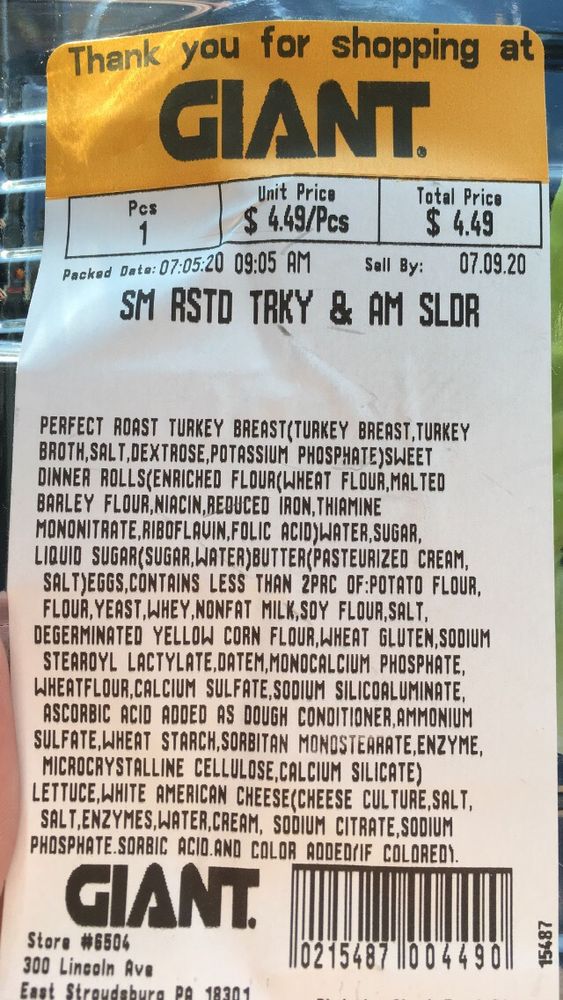 Thank you for shopping at
GIANT.
Pcs Unit Price Total Price
1 $ 4.49/Pcs $ 4.49
Packed Date: 07:05:20 09:05 AM Sell By: 07.09.20
SM RSTD TRKY & AM SLDR
PERFECT ROAST TURKEY BREAST(TURKEY BREAST,TURKEY
BROTH,SALT,DEXTROSE,POTASSIUM PHOSPHATE)SWEET
DINNER ROLLS(ENRICHED FLOUR(WHEAT FLOUR,MALTED
BARLEY FLOUR,NIACIN,REDUCED IRON,THIAMINE
MONONITRATE,RIBOFLAVIN,FOLIC ACID)WATER,SUGAR,
LIQUID SUGAR(SUGAR,WATER)BUTTER(PASTEURIZED CREAM,
SALT)EGGS,CONTAINS LESS THAN 2PRC OF:POTATO FLOUR,
FLOUR,YEAST,WHEY,NONFAT MILK,SOY FLOUR,SALT,
DEGERMINATED YELLOW CORN FLOUR,WHEAT GLUTEN,SODIUM
STEAROYL LACTYLATE,DATEM,MONOCALCIUM PHOSPHATE,
WHEATFLOUR,CALCIUM SULFATE,SODIUM SILICOALUMINATE,
ASCORBIC ACID ADDED AS DOUGH CONDITIONER,AMMONIUM
SULFATE,WHEAT STARCH,SORBITAN MONOSTEARATE,ENZYME,
MICROCRYSTALLINE CELLULOSE,CALCIUM SILICATE)
LETTUCE,WHITE AMERICAN CHEESE(CHEESE CULTURE,SALT,
SALT,ENZYMES,WATER,CREAM, SODIUM CITRATE,SODIUM
PHOSPHATE.SORBIC ACID.AND COLOR ADDED(IF COLORED).
GIANT.
Store #6504
300 Lincoln Ave
East Stroudsburg PA 18301
0215487 004490
15487